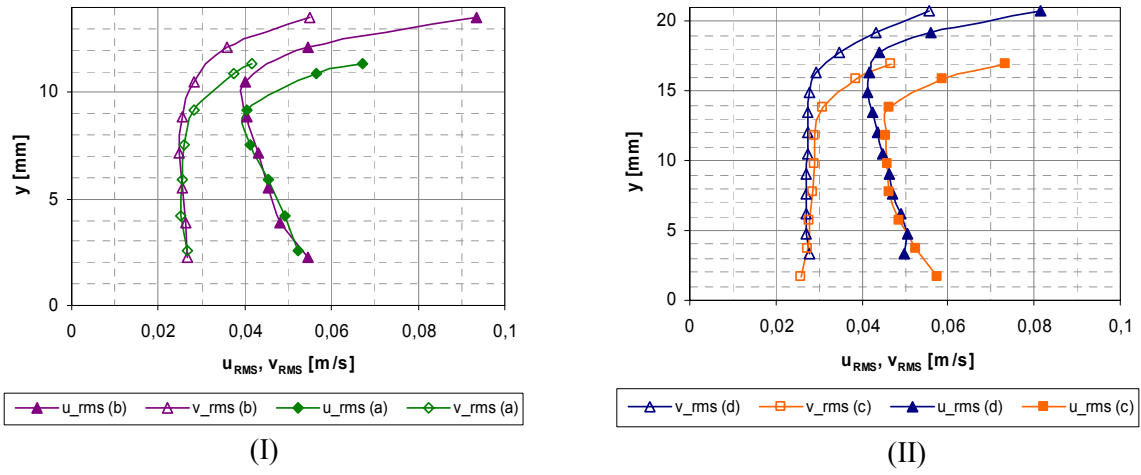 y [mm]
10
5
0
0 0,02 0,04 0,06 0,08 0,1
u_RMS, v_RMS [m/s]
u_rms (b) v_rms (b) u_rms (a) v_rms (a)
(I)
y [mm]
20
15
10
5
0
0 0,02 0,04 0,06 0,08 0,1
u_RMS, v_RMS [m/s]
v_rms (d) v_rms (c) u_rms (d) u_rms (c)
(II)